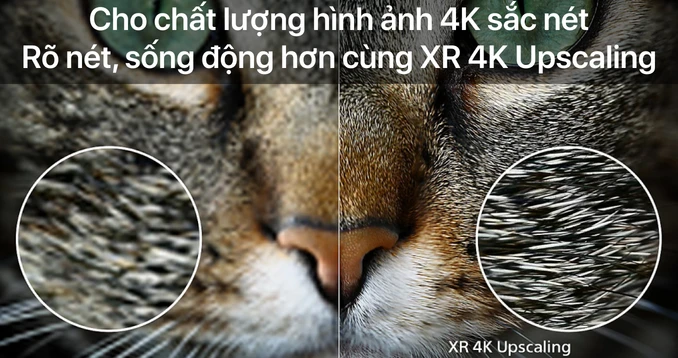 Cho chất lượng hình ảnh 4K sắc nét
Rõ nét, sống động hơn cùng XR 4K Upscaling
XR 4K Upscaling